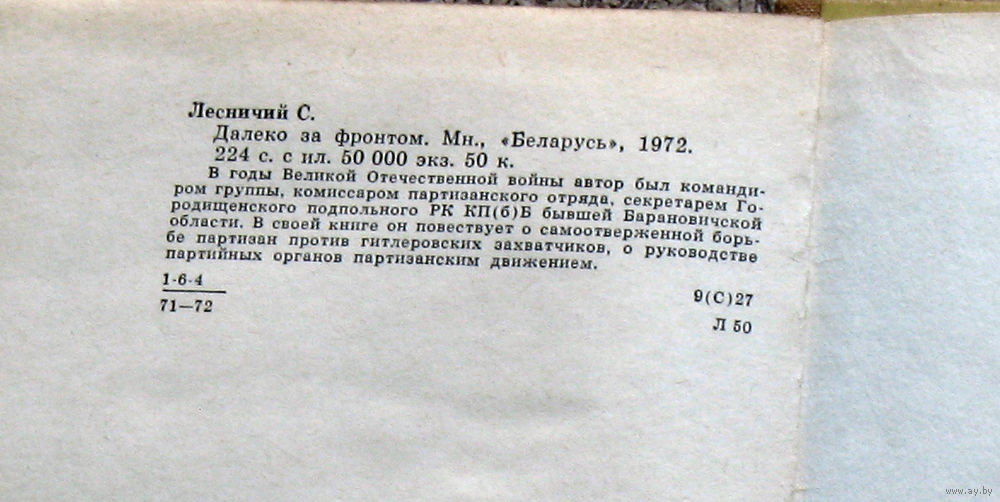 Лесничий С.
Далеко за фронтом. Мн., «Беларусь», 1972.
224 с. с ил. 50 000 экз. 50 к.
В годы Великой Отечественной войны автор был команди-
ром группы, комиссаром партизанского отряда, секретарем Го-
родищенского подпольного РК КП(б)Б бывшей Барановичской
области. В своей книге он повествует о самоотверженной борь-
бе партизан против гитлеровских захватчиков, о руководстве
партийных органов партизанским движением.
1-6-4
71—72
9(С)27
Л 50
www.ay.by